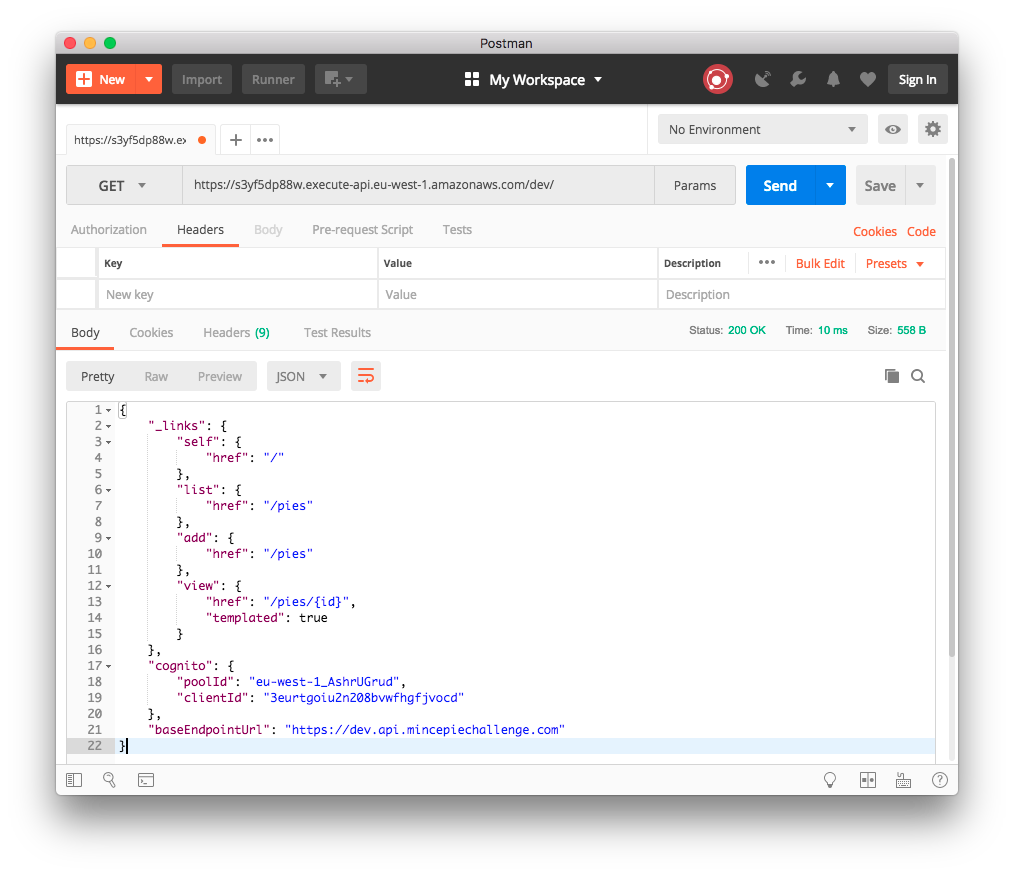 Postman
New Import Runner My Workspace Sign In
https://s3yf5dp88w.ex No Environment
GET https://s3yf5dp88w.execute-api.eu-west-1.amazonaws.com/dev/ Params Send Save
Authorization Headers Body Pre-request Script Tests Cookies Code
Key Value Description Bulk Edit Presets
New key Value Description
Body Cookies Headers (9) Test Results Status: 200 OK Time: 10 ms Size: 558 B
Pretty Raw Preview JSON
1 {
2 "_links": {
3 "self": {
4 "href": "/"
5 },
6 "list": {
7 "href": "/pies"
8 },
9 "add": {
10 "href": "/pies"
11 },
12 "view": {
13 "href": "/pies/{id}",
14 "templated": true
15 }
16 },
17 "cognito": {
18 "poolId": "eu-west-1_AshrUGrud",
19 "clientId": "3eurtgoiu2n208bvwfhgfjvocd"
20 },
21 "baseEndpointUrl": "https://dev.api.mincepiechallenge.com"
22 }